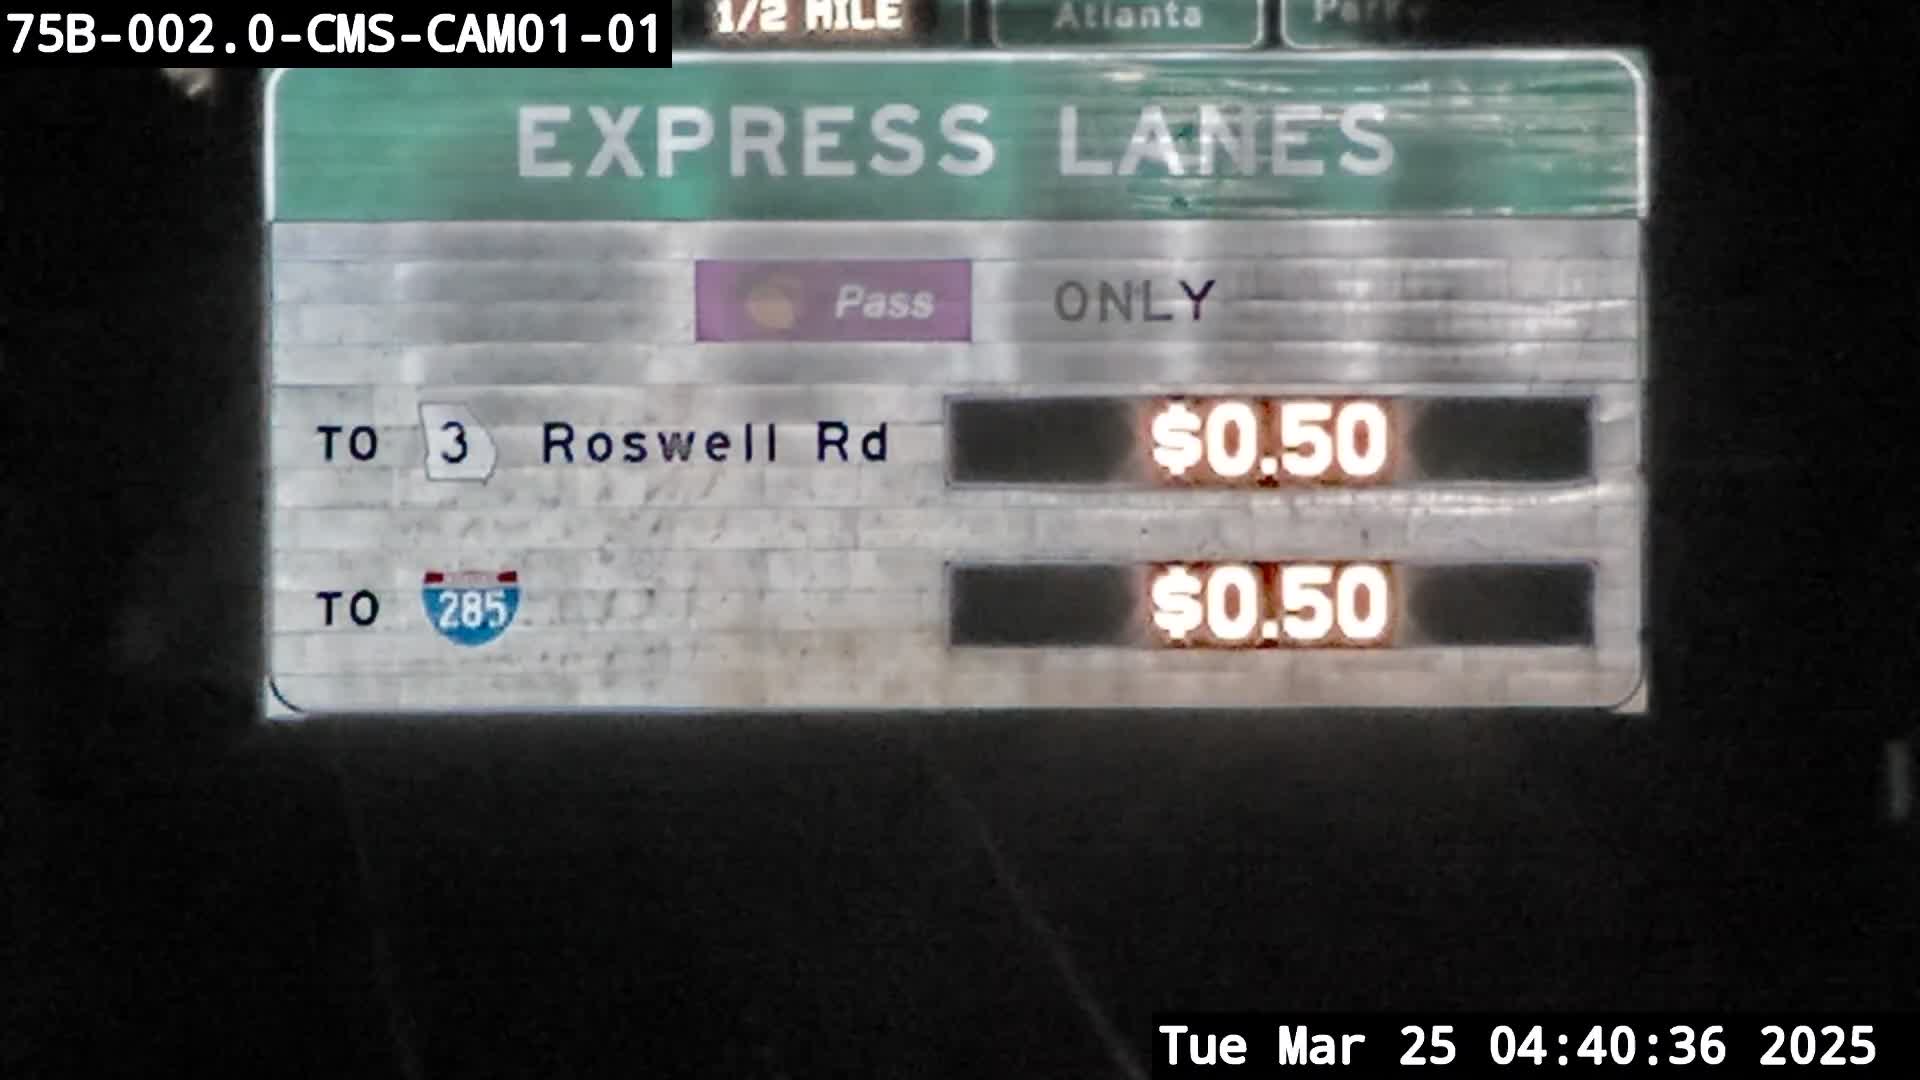 75B-002.0-CMS-CAM01-01
1/2 MILE
Atlanta
EXPRESS LANES
Pass ONLY
TO 3 Roswell Rd $0.50
TO 285 $0.50
Tue Mar 25 04:40:36 2025